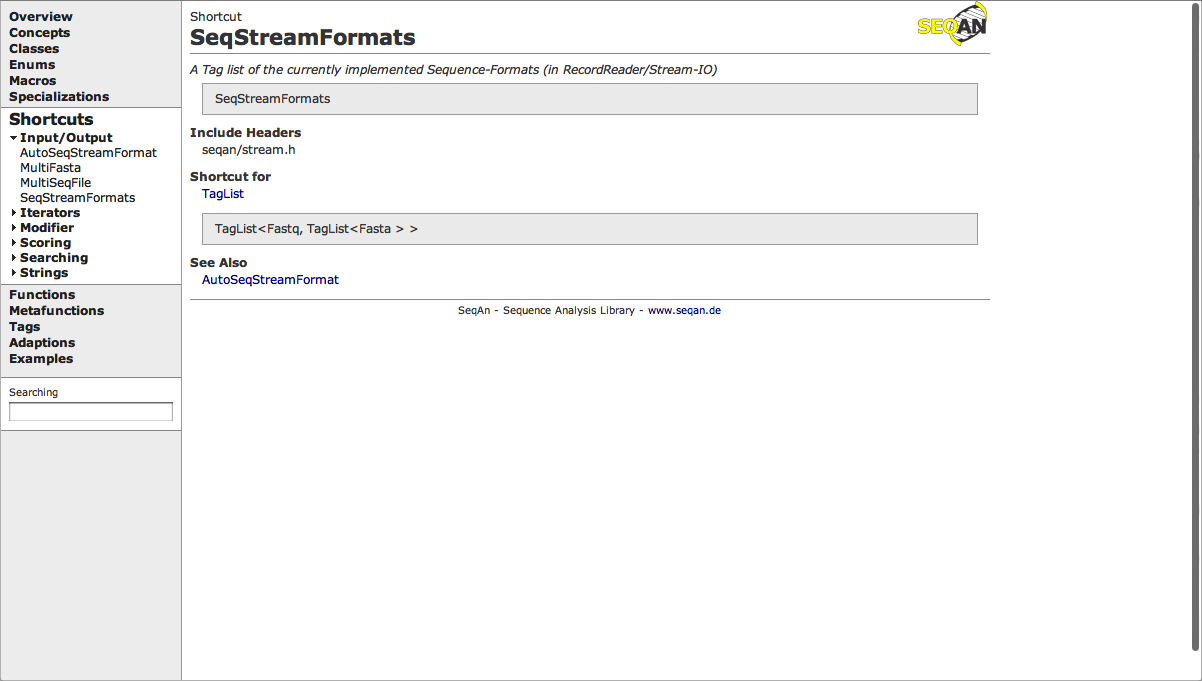 Overview
Concepts
Classes
Enums
Macros
Specializations
Shortcuts
Input/Output
AutoSeqStreamFormat
MultiFasta
MultiSeqFile
SeqStreamFormats
Iterators
Modifier
Scoring
Searching
Strings
Functions
Metafunctions
Tags
Adaptions
Examples
Searching
Shortcut
SEQAN
SeqStreamFormats
A Tag list of the currently implemented Sequence-Formats (in RecordReader/Stream-IO)
SeqStreamFormats
Include Headers
seqan/stream.h
Shortcut for
TagList
TagList<Fastq, TagList<Fasta > >
See Also
AutoSeqStreamFormat
SeqAn - Sequence Analysis Library - www.seqan.de